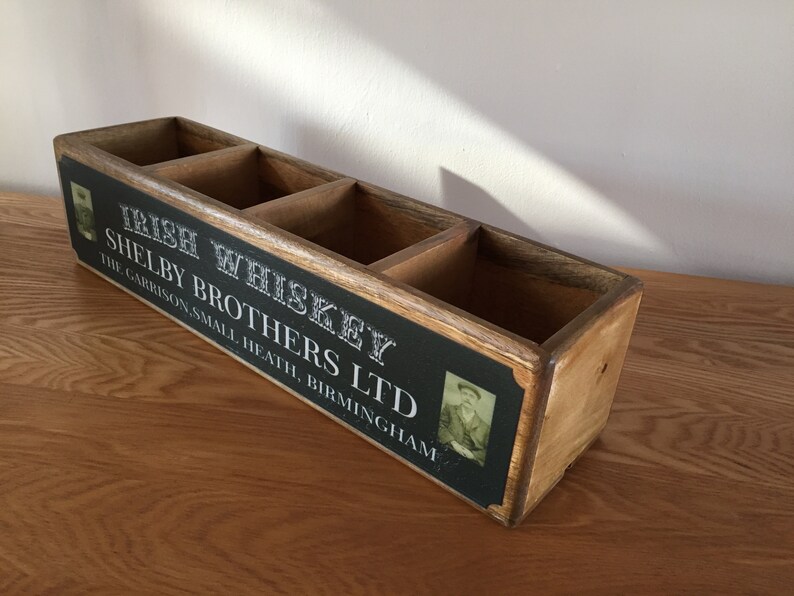 IRISH WHISKEY
SHELBY BROTHERS LTD
THE GARRISON,SMALL HEATH, BIRMINGHAM